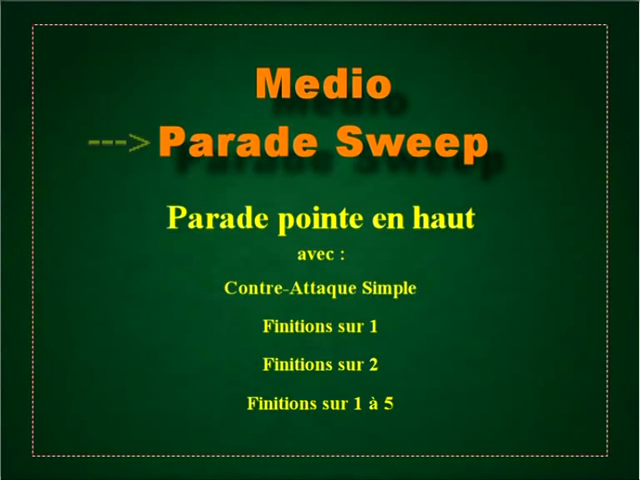 Medio
---> Parade Sweep
Parade pointe en haut
avec :
Contre-Attaque Simple
Finitions sur 1
Finitions sur 2
Finitions sur 1 à 5